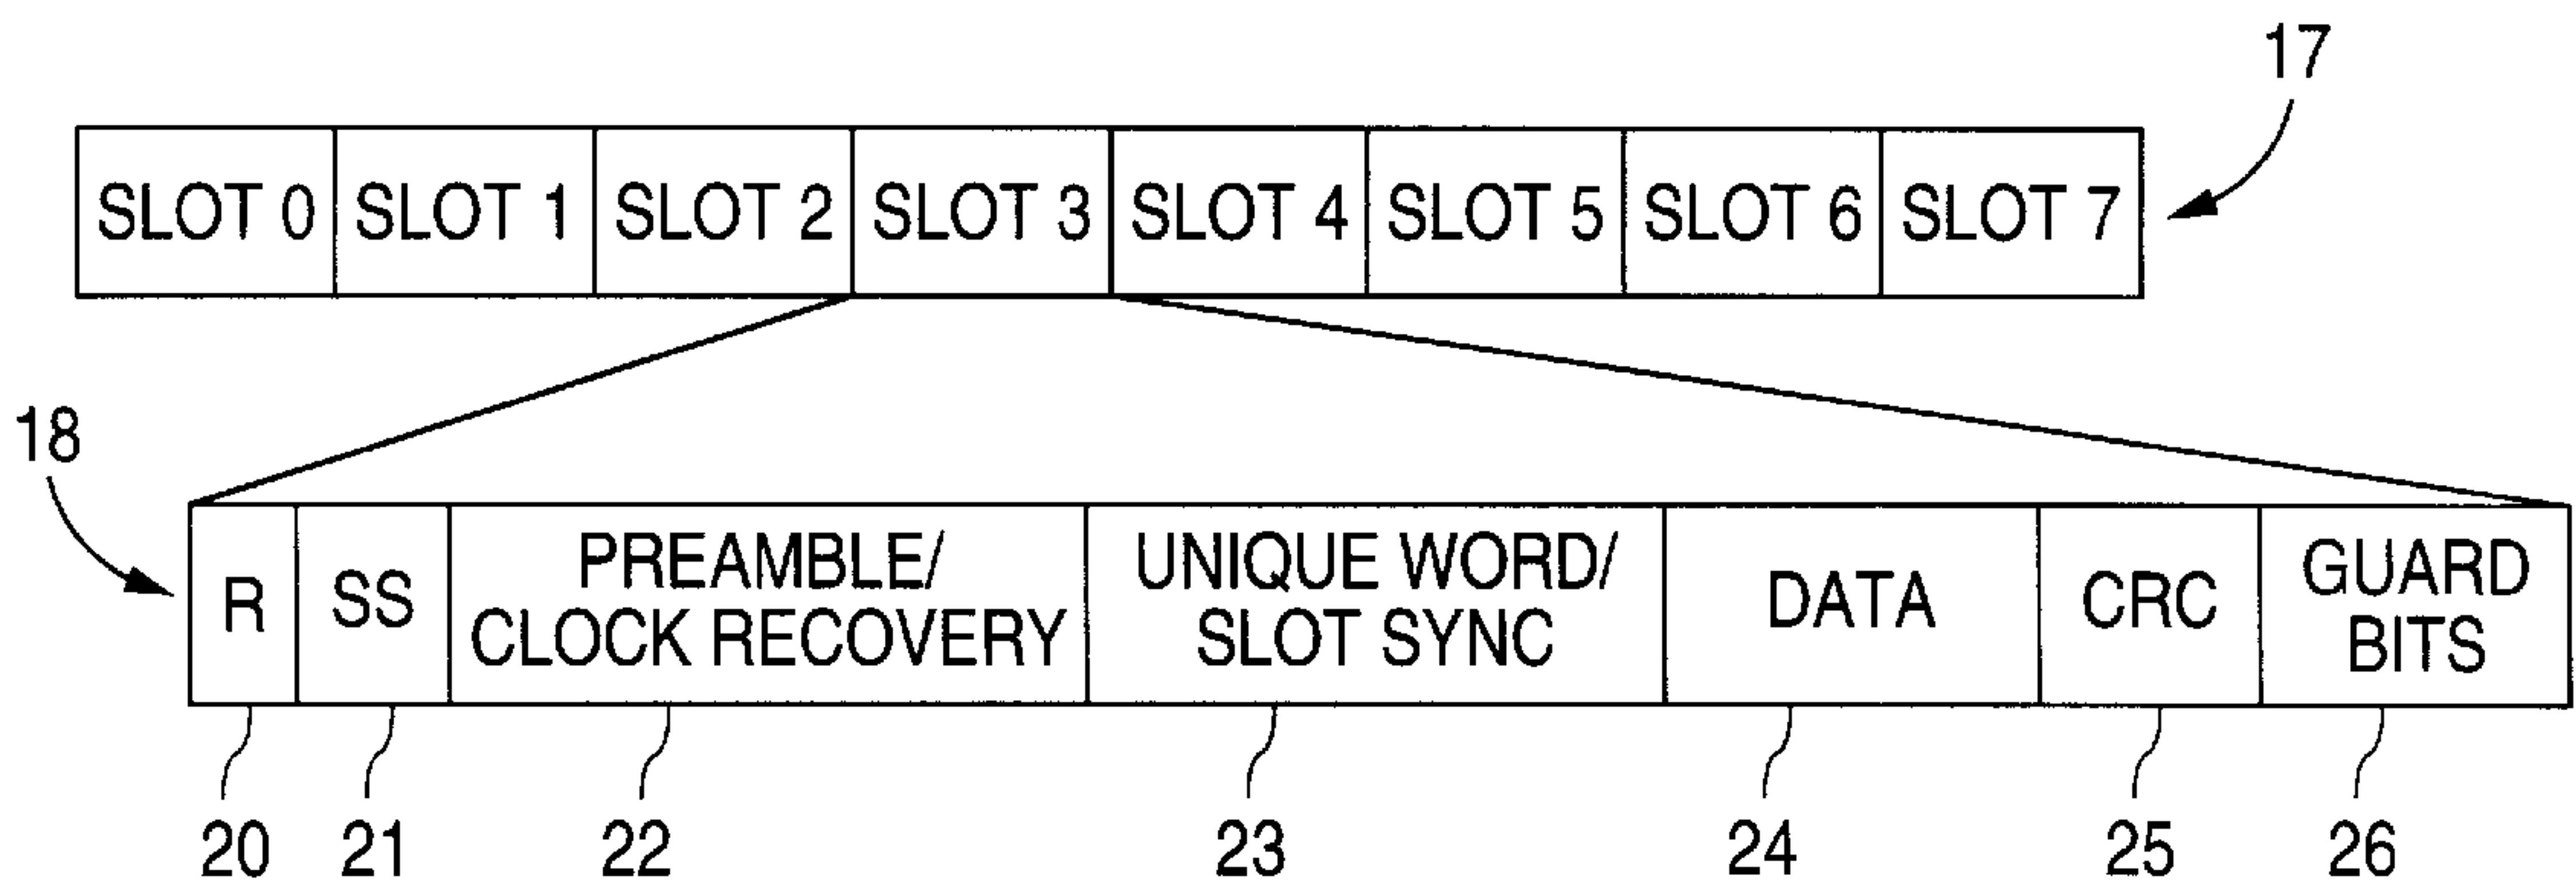 17
SLOT 0 SLOT 1 SLOT 2 SLOT 3 SLOT 4 SLOT 5 SLOT 6 SLOT 7
18
R SS PREAMBLE/ CLOCK RECOVERY UNIQUE WORD/ SLOT SYNC DATA CRC GUARD BITS
20 21 22 23 24 25 26